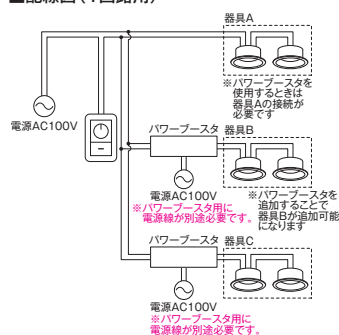 ■配線図(1回路用)
器具A
※パワーブースタを
使用するときは
器具Aの接続が
必要です
電源AC100V
パワーブースタ
器具B
電源AC100V
※パワーブースタ用に
電源線が別途必要です。
※パワーブースタを
追加することで
器具Bが追加可能
になります
パワーブースタ
器具C
電源AC100V
※パワーブースタ用に
電源線が別途必要です。